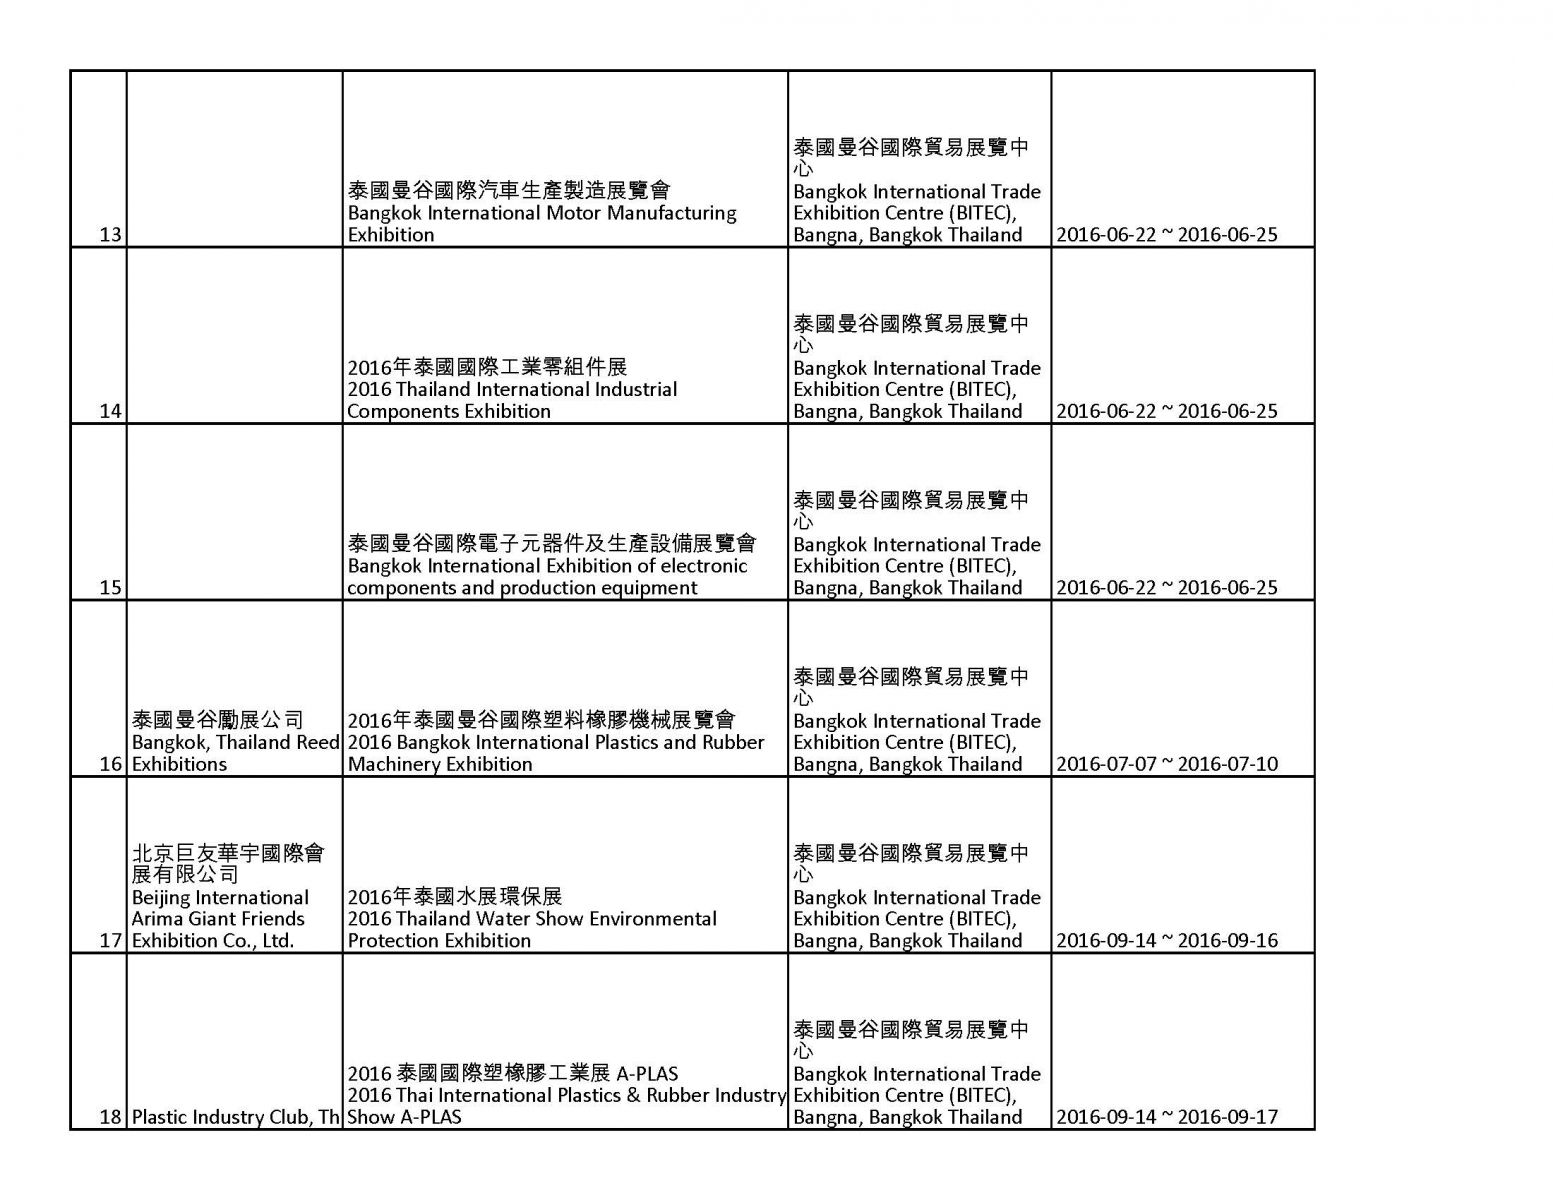 13
泰國曼谷國際汽車生產製造展覽會
Bangkok International Motor Manufacturing
Exhibition
泰國曼谷國際貿易展覽中
心
Bangkok International Trade
Exhibition Centre (BITEC),
Bangna, Bangkok Thailand
2016-06-22 ~ 2016-06-25
14
2016年泰國國際工業零組件展
2016 Thailand International Industrial
Components Exhibition
泰國曼谷國際貿易展覽中
心
Bangkok International Trade
Exhibition Centre (BITEC),
Bangna, Bangkok Thailand
2016-06-22 ~ 2016-06-25
15
泰國曼谷國際電子元器件及生產設備展覽會
Bangkok International Exhibition of electronic
components and production equipment
泰國曼谷國際貿易展覽中
心
Bangkok International Trade
Exhibition Centre (BITEC),
Bangna, Bangkok Thailand
2016-06-22 ~ 2016-06-25
16
泰國曼谷勵展公司
Bangkok, Thailand Reed
Exhibitions
2016年泰國曼谷國際塑料橡膠機械展覽會
2016 Bangkok International Plastics and Rubber
Machinery Exhibition
泰國曼谷國際貿易展覽中
心
Bangkok International Trade
Exhibition Centre (BITEC),
Bangna, Bangkok Thailand
2016-07-07 ~ 2016-07-10
17
北京巨友華宇國際會
展有限公司
Beijing International
Arima Giant Friends
Exhibition Co., Ltd.
2016年泰國水展環保展
2016 Thailand Water Show Environmental
Protection Exhibition
泰國曼谷國際貿易展覽中
心
Bangkok International Trade
Exhibition Centre (BITEC),
Bangna, Bangkok Thailand
2016-09-14 ~ 2016-09-16
18
Plastic Industry Club, Th
2016 泰國國際塑橡膠工業展 A-PLAS
2016 Thai International Plastics & Rubber Industry
Show A-PLAS
泰國曼谷國際貿易展覽中
心
Bangkok International Trade
Exhibition Centre (BITEC),
Bangna, Bangkok Thailand
2016-09-14 ~ 2016-09-17